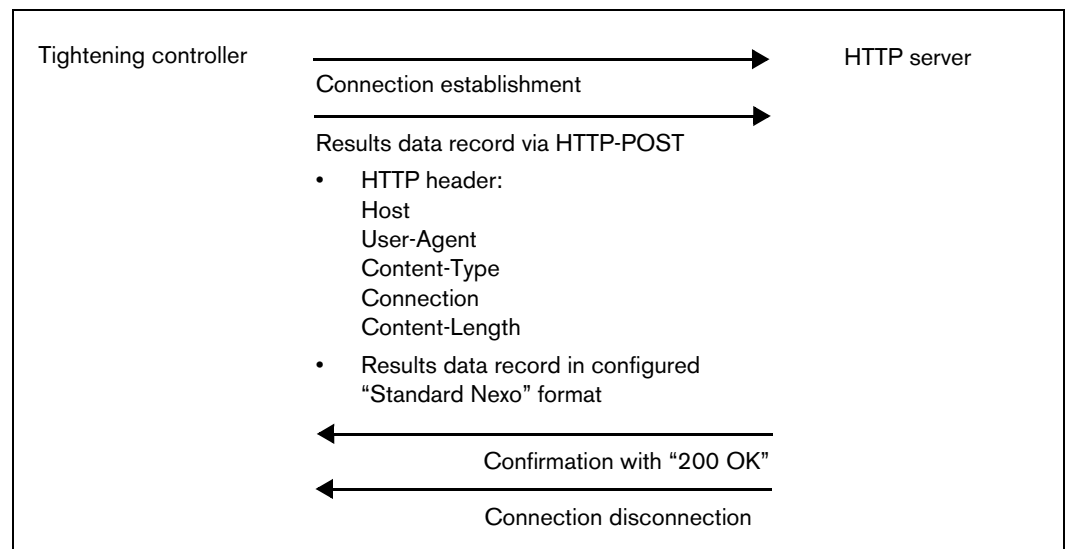 Tightening controller
HTTP server
Connection establishment
Results data record via HTTP-POST
• HTTP header:
Host
User-Agent
Content-Type
Connection
Content-Length
• Results data record in configured
“Standard Nexo” format
Confirmation with “200 OK”
Connection disconnection